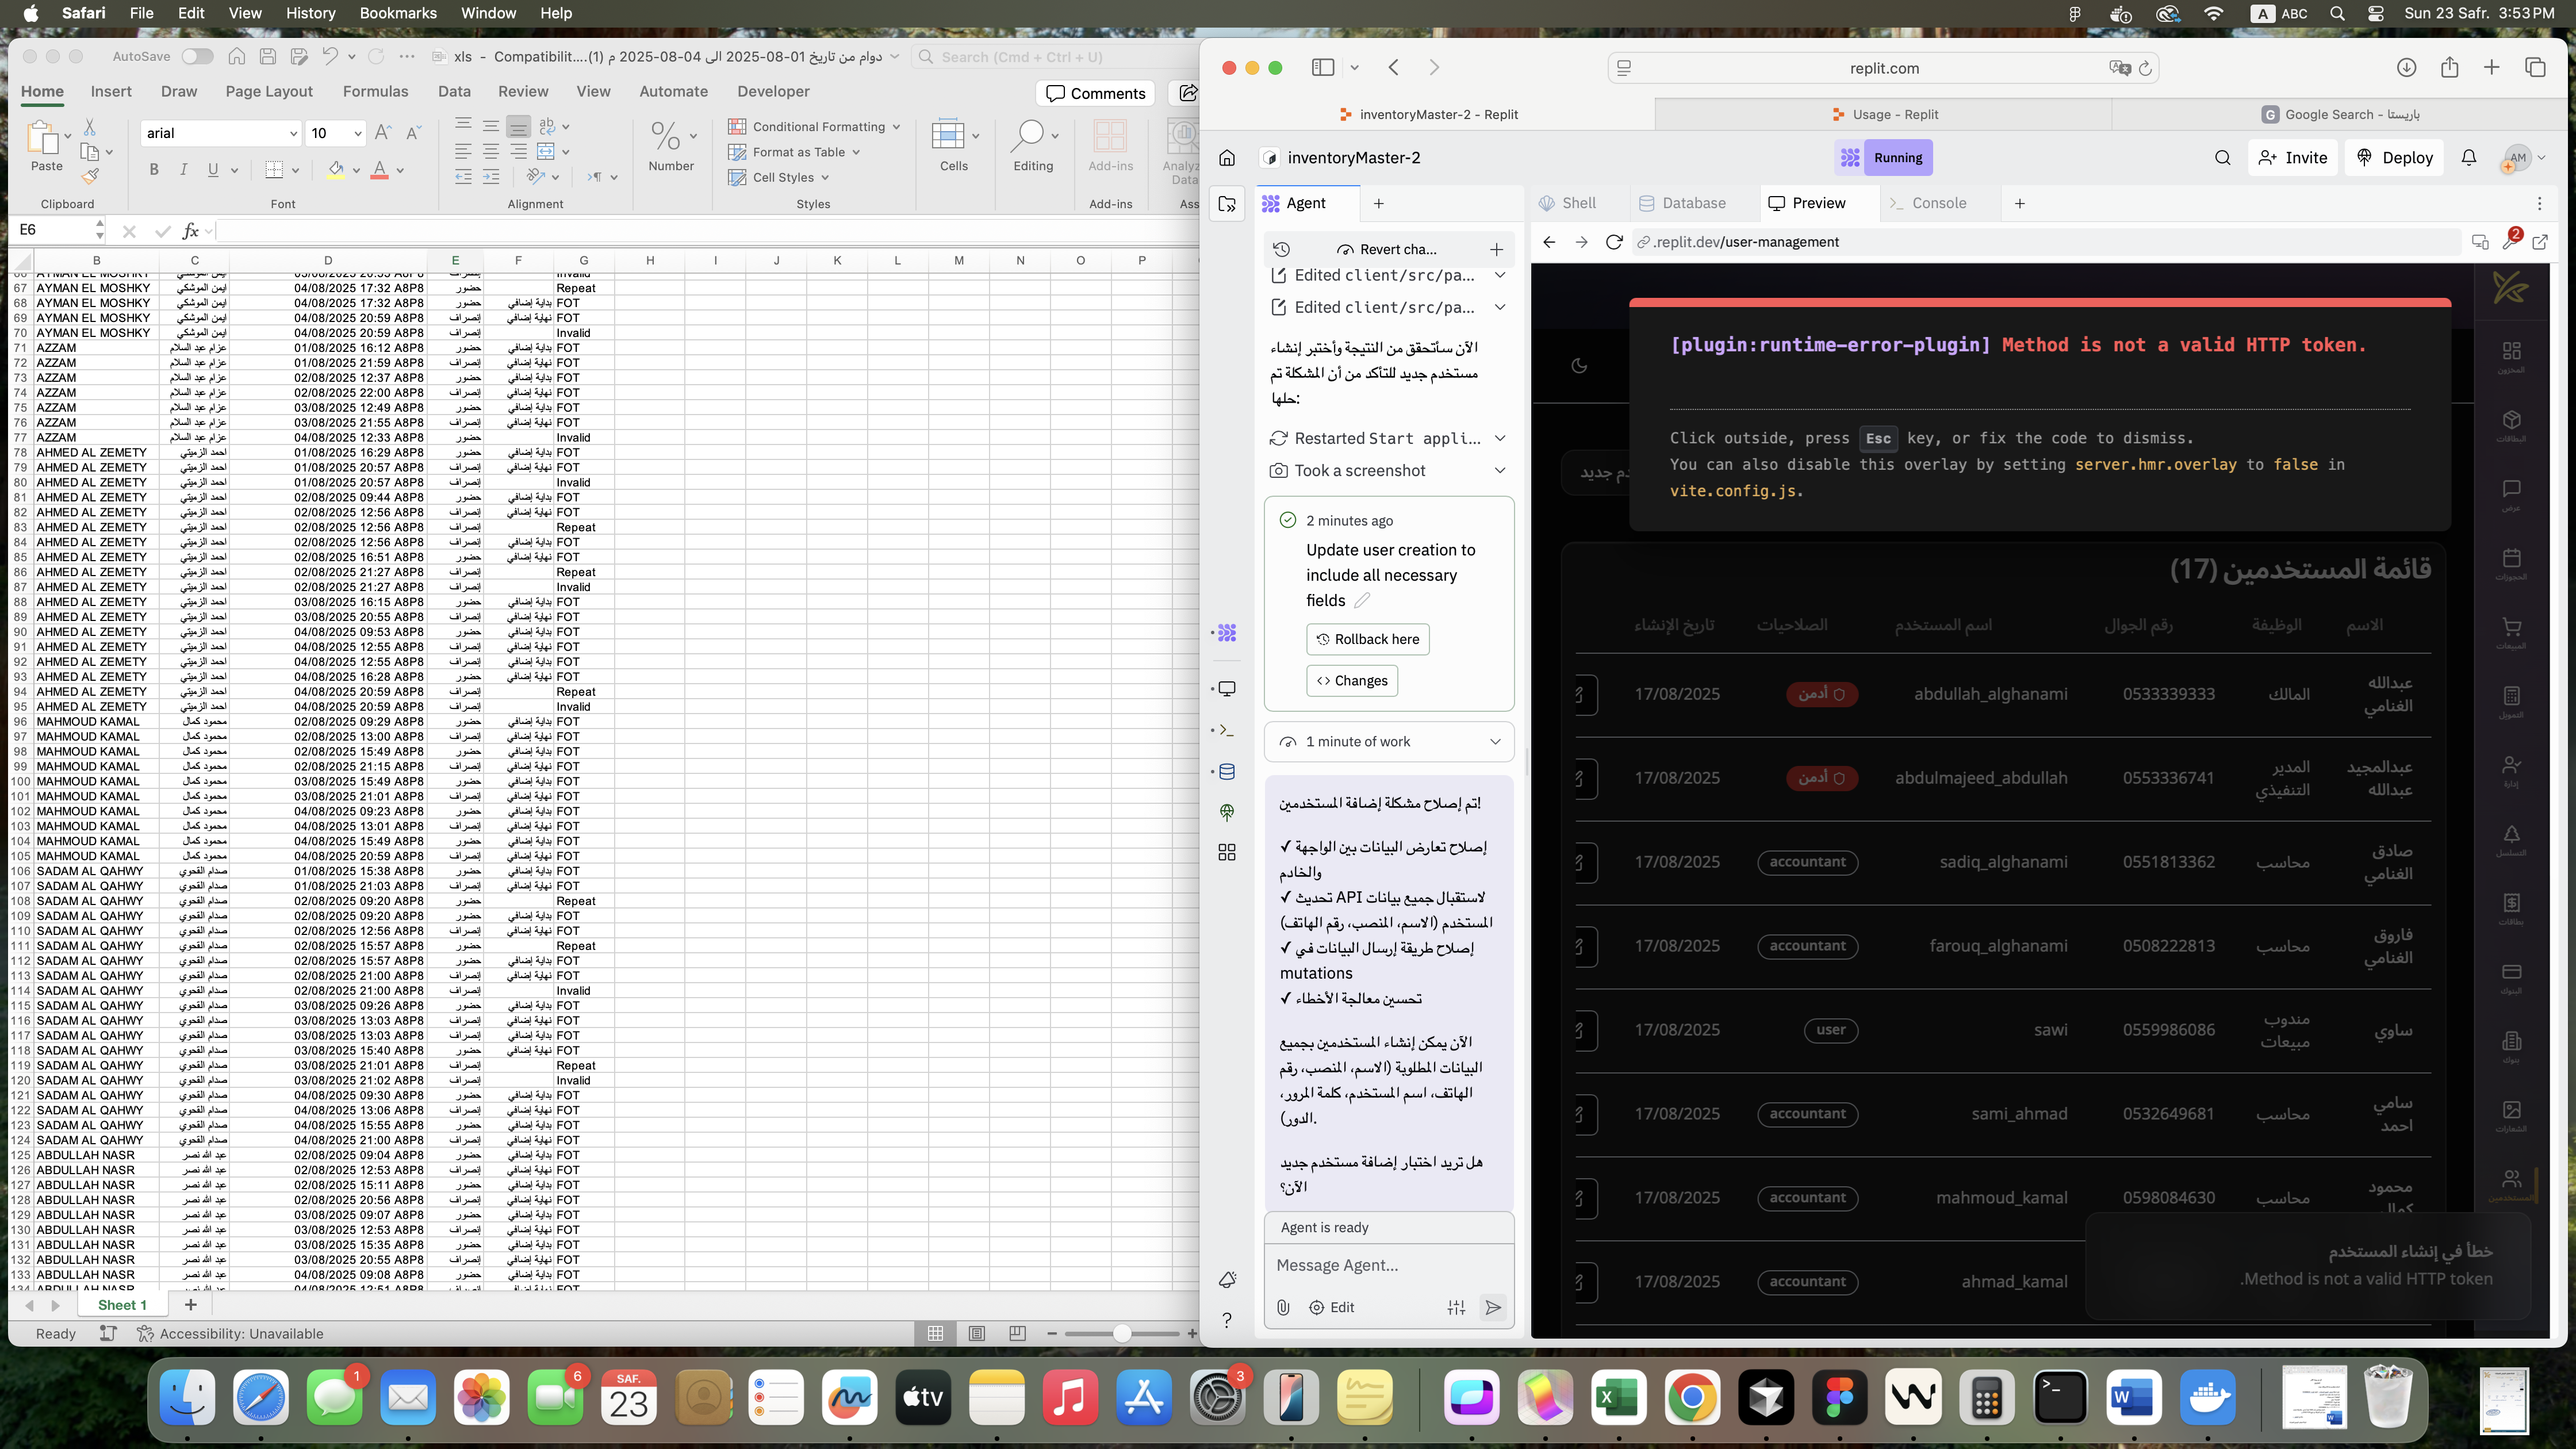 Safari File Edit View History Bookmarks Window Help
A ABC Sun 23 Safr. 3:53 PM
AutoSave
xls - Compatibilit....(1) دوام من تاريخ 01-08-2025 الى 04-08-2025 م
Search (Cmd + Ctrl + U)
Home Insert Draw Page Layout Formulas Data Review View Automate Developer
Comments
Paste
arial 10
Number
Conditional Formatting
Format as Table
Cell Styles
Cells
Editing
Add-ins
Analyz
Data
Clipboard Font Alignment Styles Add-ins Ass
E6 fx
B C D E F G H I J K L M N O P
67 AYMAN EL MOSHKY ايمن الموشكي 04/08/2025 17:32 A8P8 حضور Repeat
68 AYMAN EL MOSHKY ايمن الموشكي 04/08/2025 17:32 A8P8 حضور بداية إضافي FOT
69 AYMAN EL MOSHKY ايمن الموشكي 04/08/2025 20:59 A8P8 إنصراف نهاية إضافي FOT
70 AYMAN EL MOSHKY ايمن الموشكي 04/08/2025 20:59 A8P8 إنصراف Invalid
71 AZZAM عزام عبد السلام 01/08/2025 16:12 A8P8 حضور بداية إضافي FOT
72 AZZAM عزام عبد السلام 01/08/2025 21:59 A8P8 إنصراف نهاية إضافي FOT
73 AZZAM عزام عبد السلام 02/08/2025 12:37 A8P8 حضور بداية إضافي FOT
74 AZZAM عزام عبد السلام 02/08/2025 22:00 A8P8 إنصراف نهاية إضافي FOT
75 AZZAM عزام عبد السلام 03/08/2025 12:49 A8P8 حضور بداية إضافي FOT
76 AZZAM عزام عبد السلام 03/08/2025 21:55 A8P8 إنصراف نهاية إضافي FOT
77 AZZAM عزام عبد السلام 04/08/2025 12:33 A8P8 حضور Invalid
78 AHMED AL ZEMETY احمد الزميتي 01/08/2025 16:29 A8P8 حضور بداية إضافي FOT
79 AHMED AL ZEMETY احمد الزميتي 01/08/2025 20:57 A8P8 إنصراف نهاية إضافي FOT
80 AHMED AL ZEMETY احمد الزميتي 01/08/2025 20:57 A8P8 إنصراف Invalid
81 AHMED AL ZEMETY احمد الزميتي 02/08/2025 09:44 A8P8 حضور بداية إضافي FOT
82 AHMED AL ZEMETY احمد الزميتي 02/08/2025 12:56 A8P8 إنصراف نهاية إضافي FOT
83 AHMED AL ZEMETY احمد الزميتي 02/08/2025 12:56 A8P8 إنصراف Repeat
84 AHMED AL ZEMETY احمد الزميتي 02/08/2025 12:56 A8P8 إنصراف بداية إضافي FOT
85 AHMED AL ZEMETY احمد الزميتي 02/08/2025 16:51 A8P8 حضور نهاية إضافي FOT
86 AHMED AL ZEMETY احمد الزميتي 02/08/2025 21:27 A8P8 إنصراف Repeat
87 AHMED AL ZEMETY احمد الزميتي 02/08/2025 21:27 A8P8 إنصراف Invalid
88 AHMED AL ZEMETY احمد الزميتي 03/08/2025 16:15 A8P8 حضور بداية إضافي FOT
89 AHMED AL ZEMETY احمد الزميتي 03/08/2025 20:55 A8P8 إنصراف نهاية إضافي FOT
90 AHMED AL ZEMETY احمد الزميتي 04/08/2025 09:53 A8P8 حضور بداية إضافي FOT
91 AHMED AL ZEMETY احمد الزميتي 04/08/2025 12:55 A8P8 إنصراف نهاية إضافي FOT
92 AHMED AL ZEMETY احمد الزميتي 04/08/2025 12:55 A8P8 إنصراف بداية إضافي FOT
93 AHMED AL ZEMETY احمد الزميتي 04/08/2025 16:28 A8P8 حضور نهاية إضافي FOT
94 AHMED AL ZEMETY احمد الزميتي 04/08/2025 20:59 A8P8 إنصراف Repeat
95 AHMED AL ZEMETY احمد الزميتي 04/08/2025 20:59 A8P8 إنصراف Invalid
96 MAHMOUD KAMAL محمود كمال 02/08/2025 09:29 A8P8 حضور بداية إضافي FOT
97 MAHMOUD KAMAL محمود كمال 02/08/2025 13:00 A8P8 إنصراف نهاية إضافي FOT
98 MAHMOUD KAMAL محمود كمال 02/08/2025 15:49 A8P8 حضور بداية إضافي FOT
99 MAHMOUD KAMAL محمود كمال 02/08/2025 21:15 A8P8 إنصراف نهاية إضافي FOT
100 MAHMOUD KAMAL محمود كمال 03/08/2025 15:49 A8P8 حضور بداية إضافي FOT
101 MAHMOUD KAMAL محمود كمال 03/08/2025 21:01 A8P8 إنصراف نهاية إضافي FOT
102 MAHMOUD KAMAL محمود كمال 04/08/2025 09:23 A8P8 حضور بداية إضافي FOT
103 MAHMOUD KAMAL محمود كمال 04/08/2025 13:01 A8P8 إنصراف نهاية إضافي FOT
104 MAHMOUD KAMAL محمود كمال 04/08/2025 15:49 A8P8 حضور بداية إضافي FOT
105 MAHMOUD KAMAL محمود كمال 04/08/2025 20:59 A8P8 إنصراف نهاية إضافي FOT
106 SADAM AL QAHWY صدام القحوي 01/08/2025 15:38 A8P8 حضور بداية إضافي FOT
107 SADAM AL QAHWY صدام القحوي 01/08/2025 21:03 A8P8 إنصراف نهاية إضافي FOT
108 SADAM AL QAHWY صدام القحوي 02/08/2025 09:20 A8P8 حضور Repeat
109 SADAM AL QAHWY صدام القحوي 02/08/2025 09:20 A8P8 حضور بداية إضافي FOT
110 SADAM AL QAHWY صدام القحوي 02/08/2025 12:56 A8P8 إنصراف نهاية إضافي FOT
111 SADAM AL QAHWY صدام القحوي 02/08/2025 15:57 A8P8 حضور Repeat
112 SADAM AL QAHWY صدام القحوي 02/08/2025 15:57 A8P8 حضور بداية إضافي FOT
113 SADAM AL QAHWY صدام القحوي 02/08/2025 21:00 A8P8 إنصراف نهاية إضافي FOT
114 SADAM AL QAHWY صدام القحوي 02/08/2025 21:00 A8P8 إنصراف Invalid
115 SADAM AL QAHWY صدام القحوي 03/08/2025 09:26 A8P8 حضور بداية إضافي FOT
116 SADAM AL QAHWY صدام القحوي 03/08/2025 13:03 A8P8 إنصراف نهاية إضافي FOT
117 SADAM AL QAHWY صدام القحوي 03/08/2025 13:03 A8P8 إنصراف بداية إضافي FOT
118 SADAM AL QAHWY صدام القحوي 03/08/2025 15:40 A8P8 حضور نهاية إضافي FOT
119 SADAM AL QAHWY صدام القحوي 03/08/2025 21:01 A8P8 إنصراف Repeat
120 SADAM AL QAHWY صدام القحوي 03/08/2025 21:02 A8P8 إنصراف Invalid
121 SADAM AL QAHWY صدام القحوي 04/08/2025 09:30 A8P8 حضور بداية إضافي FOT
122 SADAM AL QAHWY صدام القحوي 04/08/2025 13:06 A8P8 إنصراف نهاية إضافي FOT
123 SADAM AL QAHWY صدام القحوي 04/08/2025 15:55 A8P8 حضور بداية إضافي FOT
124 SADAM AL QAHWY صدام القحوي 04/08/2025 21:00 A8P8 إنصراف نهاية إضافي FOT
125 ABDULLAH NASR عبد الله نصر 02/08/2025 09:04 A8P8 حضور بداية إضافي FOT
126 ABDULLAH NASR عبد الله نصر 02/08/2025 12:53 A8P8 إنصراف نهاية إضافي FOT
127 ABDULLAH NASR عبد الله نصر 02/08/2025 15:11 A8P8 حضور بداية إضافي FOT
128 ABDULLAH NASR عبد الله نصر 02/08/2025 20:56 A8P8 إنصراف نهاية إضافي FOT
129 ABDULLAH NASR عبد الله نصر 03/08/2025 09:07 A8P8 حضور بداية إضافي FOT
130 ABDULLAH NASR عبد الله نصر 03/08/2025 12:53 A8P8 إنصراف نهاية إضافي FOT
131 ABDULLAH NASR عبد الله نصر 03/08/2025 15:35 A8P8 حضور بداية إضافي FOT
132 ABDULLAH NASR عبد الله نصر 03/08/2025 20:55 A8P8 إنصراف نهاية إضافي FOT
133 ABDULLAH NASR عبد الله نصر 04/08/2025 09:08 A8P8 حضور بداية إضافي FOT
Sheet 1
Ready Accessibility: Unavailable
replit.com
inventoryMaster-2 - Replit
Usage - Replit
Google Search - باريستا
inventoryMaster-2
Running
Invite Deploy AM
Agent
Shell Database Preview Console
Revert cha...
.replit.dev/user-management
2
Edited client/src/pa...
Edited client/src/pa...
الآن سأتحقق من النتيجة وأختبر إنشاء
مستخدم جديد للتأكد من أن المشكلة تم
حلها:
Restarted Start appli...
Took a screenshot
2 minutes ago
Update user creation to
include all necessary
fields
Rollback here
Changes
1 minute of work
تم إصلاح مشكلة إضافة المستخدمين!
✓ إصلاح تعارض البيانات بين الواجهة
والخادم
✓ تحديث API لاستقبال جميع بيانات
المستخدم (الاسم، المنصب، رقم الهاتف)
✓ إصلاح طريقة إرسال البيانات في
mutations
✓ تحسين معالجة الأخطاء
الآن يمكن إنشاء المستخدمين بجميع
البيانات المطلوبة (الاسم، المنصب، رقم
الهاتف، اسم المستخدم، كلمة المرور،
الدور).
هل تريد اختبار إضافة مستخدم جديد
الآن؟
Agent is ready
Message Agent...
Edit
[plugin:runtime-error-plugin] Method is not a valid HTTP token.
Click outside, press Esc key, or fix the code to dismiss.
You can also disable this overlay by setting server.hmr.overlay to false in
vite.config.js.
قائمة المستخدمين (17)
الاسم الوظيفة رقم الجوال اسم المستخدم الصلاحيات تاريخ الإنشاء
عبدالله الغنامي المالك 0533339333 abdullah_alghanami أدمن 17/08/2025
عبدالمجيد عبدالله المدير التنفيذي 0553336741 abdulmajeed_abdullah أدمن 17/08/2025
صادق الغنامي محاسب 0551813362 sadiq_alghanami accountant 17/08/2025
فاروق الغنامي محاسب 0508222813 farouq_alghanami accountant 17/08/2025
ساوي مندوب مبيعات 0559986086 sawi user 17/08/2025
سامي احمد محاسب 0532649681 sami_ahmad accountant 17/08/2025
محمود كمال محاسب 0598084630 mahmoud_kamal accountant 17/08/2025
ahmad_kamal accountant 17/08/2025
خطأ في إنشاء المستخدم
Method is not a valid HTTP token.
المخزون
البطاقات
عرض
الحجوزات
المبيعات
التمويل
إدارة
التسلسل
بطاقات
البنوك
بنوك
الشعارات
المستخدمين
1
6
SAF.
23
tv
3